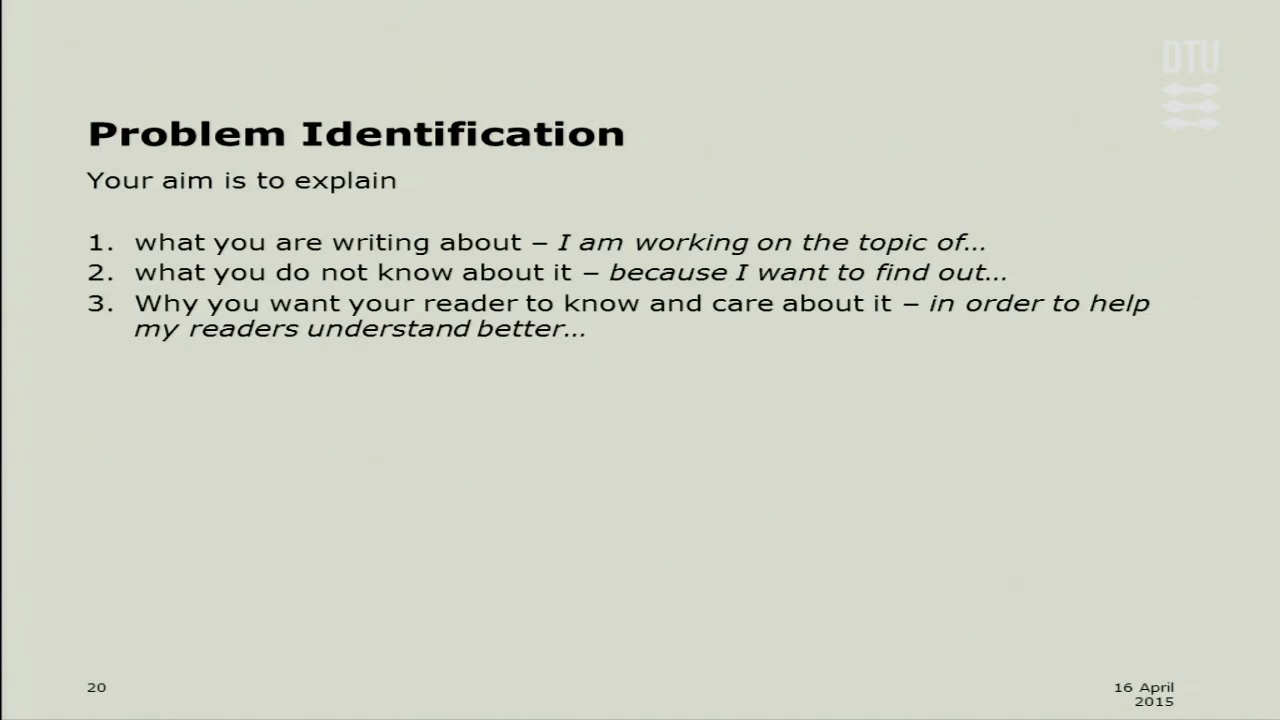 DTU
Problem Identification
Your aim is to explain
1. what you are writing about – I am working on the topic of...
2. what you do not know about it – because I want to find out...
3. Why you want your reader to know and care about it – in order to help
my readers understand better...
20
16 April
2015